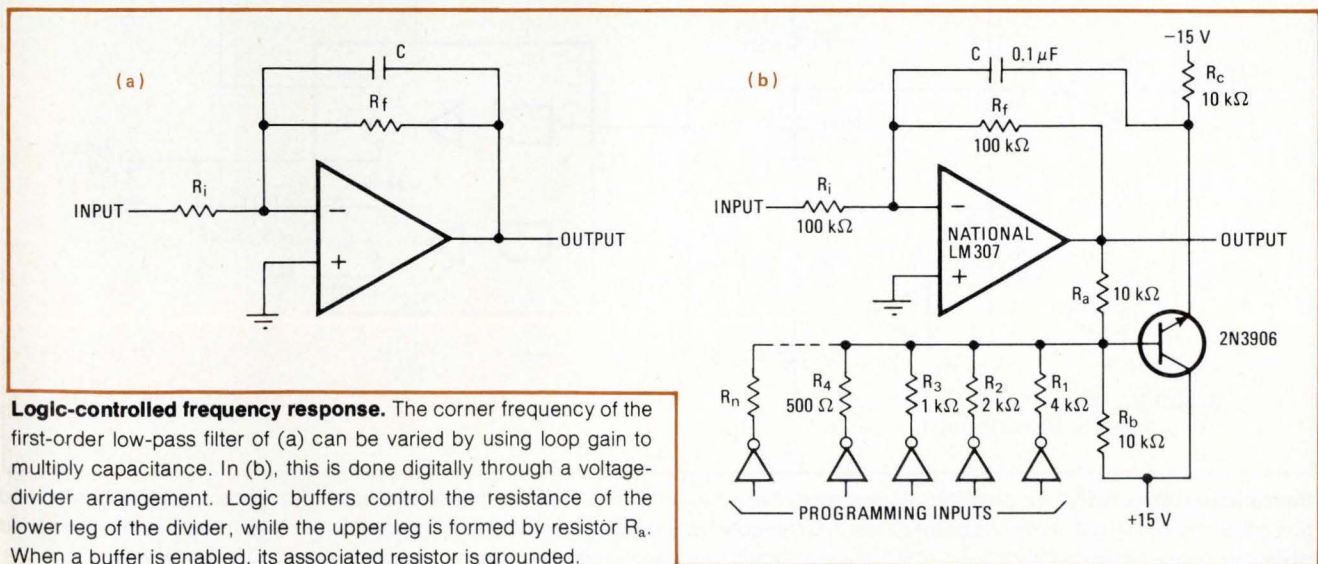 (a)
C
Rf
Ri
INPUT
OUTPUT
(b)
−15 V
C 0.1 μF
Rc
10 kΩ
Rf
100 kΩ
Ri
INPUT
100 kΩ
NATIONAL
LM307
OUTPUT
Ra 10 kΩ
2N3906
Rn
R4
500 Ω
R3
1 kΩ
R2
2 kΩ
R1
4 kΩ
Rb
10 kΩ
PROGRAMMING INPUTS
+15 V
Logic-controlled frequency response. The corner frequency of the
first-order low-pass filter of (a) can be varied by using loop gain to
multiply capacitance. In (b), this is done digitally through a voltage-
divider arrangement. Logic buffers control the resistance of the
lower leg of the divider, while the upper leg is formed by resistor Ra.
When a buffer is enabled, its associated resistor is grounded.